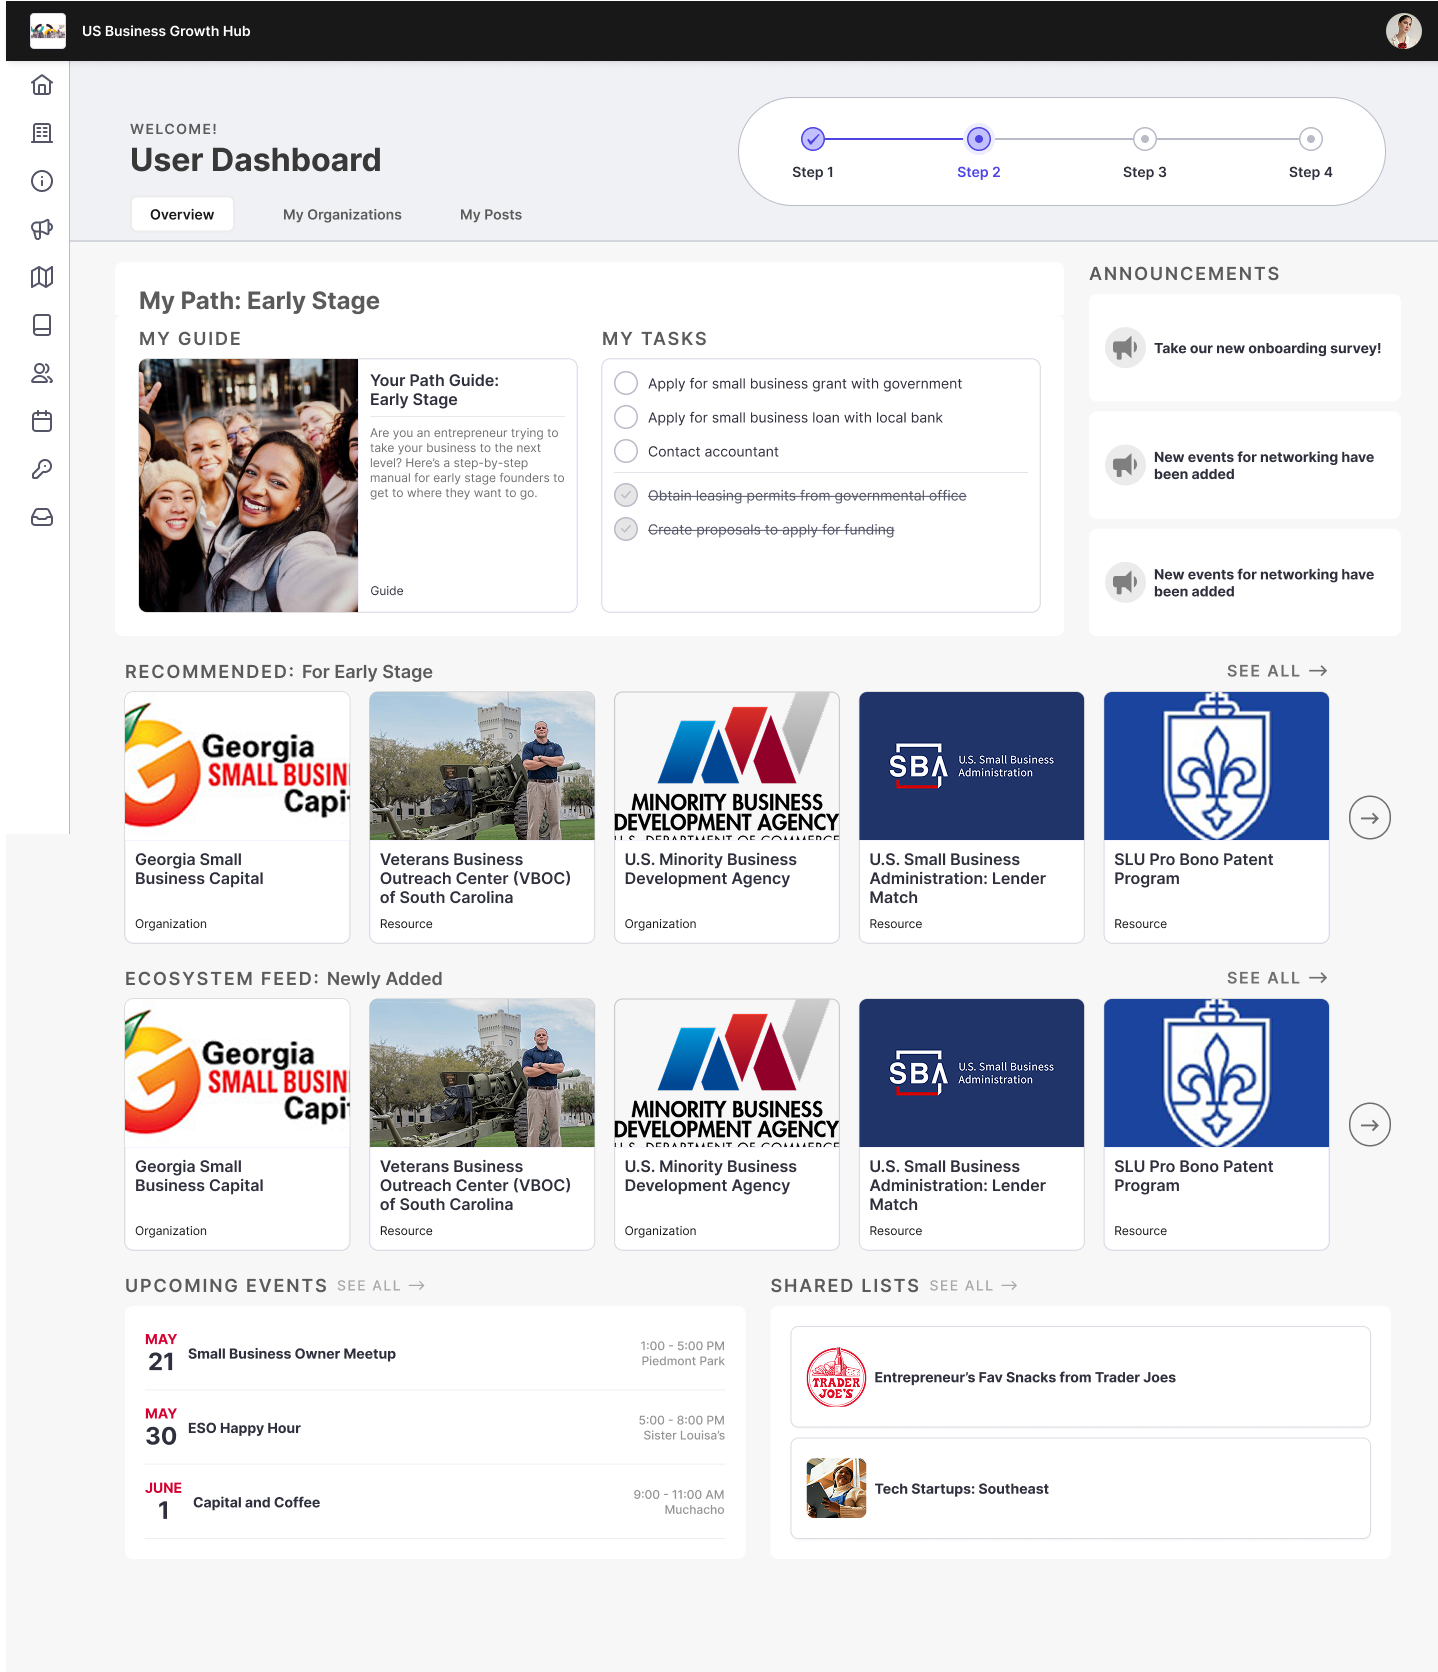 US Business Growth Hub
WELCOME!
User Dashboard
Overview
My Organizations
My Posts
Step 1
Step 2
Step 3
Step 4
My Path: Early Stage
MY GUIDE
Your Path Guide:
Early Stage
Are you an entrepreneur trying to
take your business to the next
level? Here's a step-by-step
manual for early stage founders to
get to where they want to go.
Guide
MY TASKS
Apply for small business grant with government
Apply for small business loan with local bank
Contact accountant
Obtain leasing permits from governmental office
Create proposals to apply for funding
ANNOUNCEMENTS
Take our new onboarding survey!
New events for networking have
been added
New events for networking have
been added
RECOMMENDED: For Early Stage
SEE ALL →
Georgia
SMALL BUSIN
Capi
Georgia Small
Business Capital
Organization
Veterans Business
Outreach Center (VBOC)
of South Carolina
Resource
MINORITY BUSINESS
DEVELOPMENT AGENCY
U.S. DEPARTMENT OF COMMERCE
U.S. Minority Business
Development Agency
Organization
SBA
U.S. Small Business
Administration
U.S. Small Business
Administration: Lender
Match
Resource
SLU Pro Bono Patent
Program
Resource
ECOSYSTEM FEED: Newly Added
SEE ALL →
Georgia
SMALL BUSIN
Capi
Georgia Small
Business Capital
Organization
Veterans Business
Outreach Center (VBOC)
of South Carolina
Resource
MINORITY BUSINESS
DEVELOPMENT AGENCY
U.S. DEPARTMENT OF COMMERCE
U.S. Minority Business
Development Agency
Organization
SBA
U.S. Small Business
Administration
U.S. Small Business
Administration: Lender
Match
Resource
SLU Pro Bono Patent
Program
Resource
UPCOMING EVENTS SEE ALL →
MAY
21
Small Business Owner Meetup
1:00 - 5:00 PM
Piedmont Park
MAY
30
ESO Happy Hour
5:00 - 8:00 PM
Sister Louisa's
JUNE
1
Capital and Coffee
9:00 - 11:00 AM
Muchacho
SHARED LISTS SEE ALL →
TRADER
JOE'S
Entrepreneur's Fav Snacks from Trader Joes
Tech Startups: Southeast